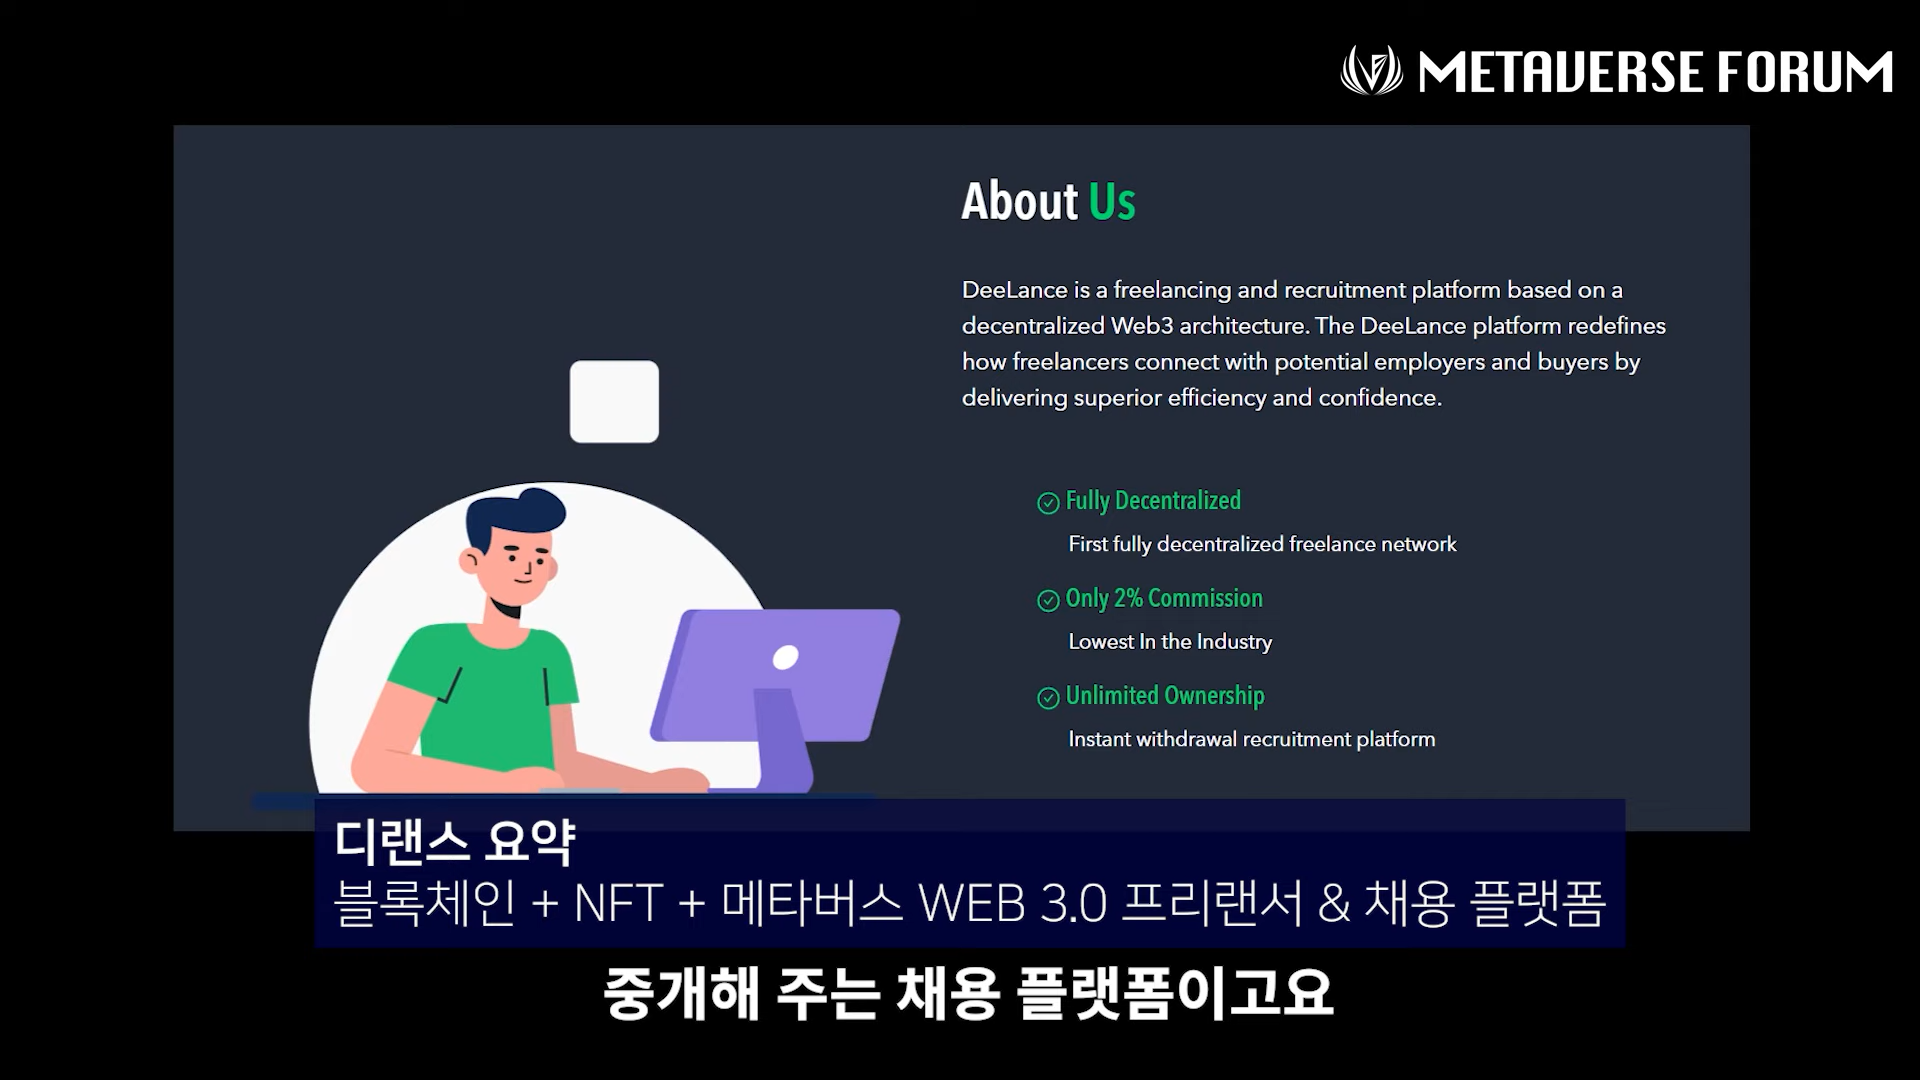 METAVERSE FORUM
About Us
DeeLance is a freelancing and recruitment platform based on a
decentralized Web3 architecture. The DeeLance platform redefines
how freelancers connect with potential employers and buyers by
delivering superior efficiency and confidence.
Fully Decentralized
First fully decentralized freelance network
Only 2% Commission
Lowest In the Industry
Unlimited Ownership
Instant withdrawal recruitment platform
디랜스 요약
블록체인 + NFT + 메타버스 WEB 3.0 프리랜서 & 채용 플랫폼
중개해 주는 채용 플랫폼이고요